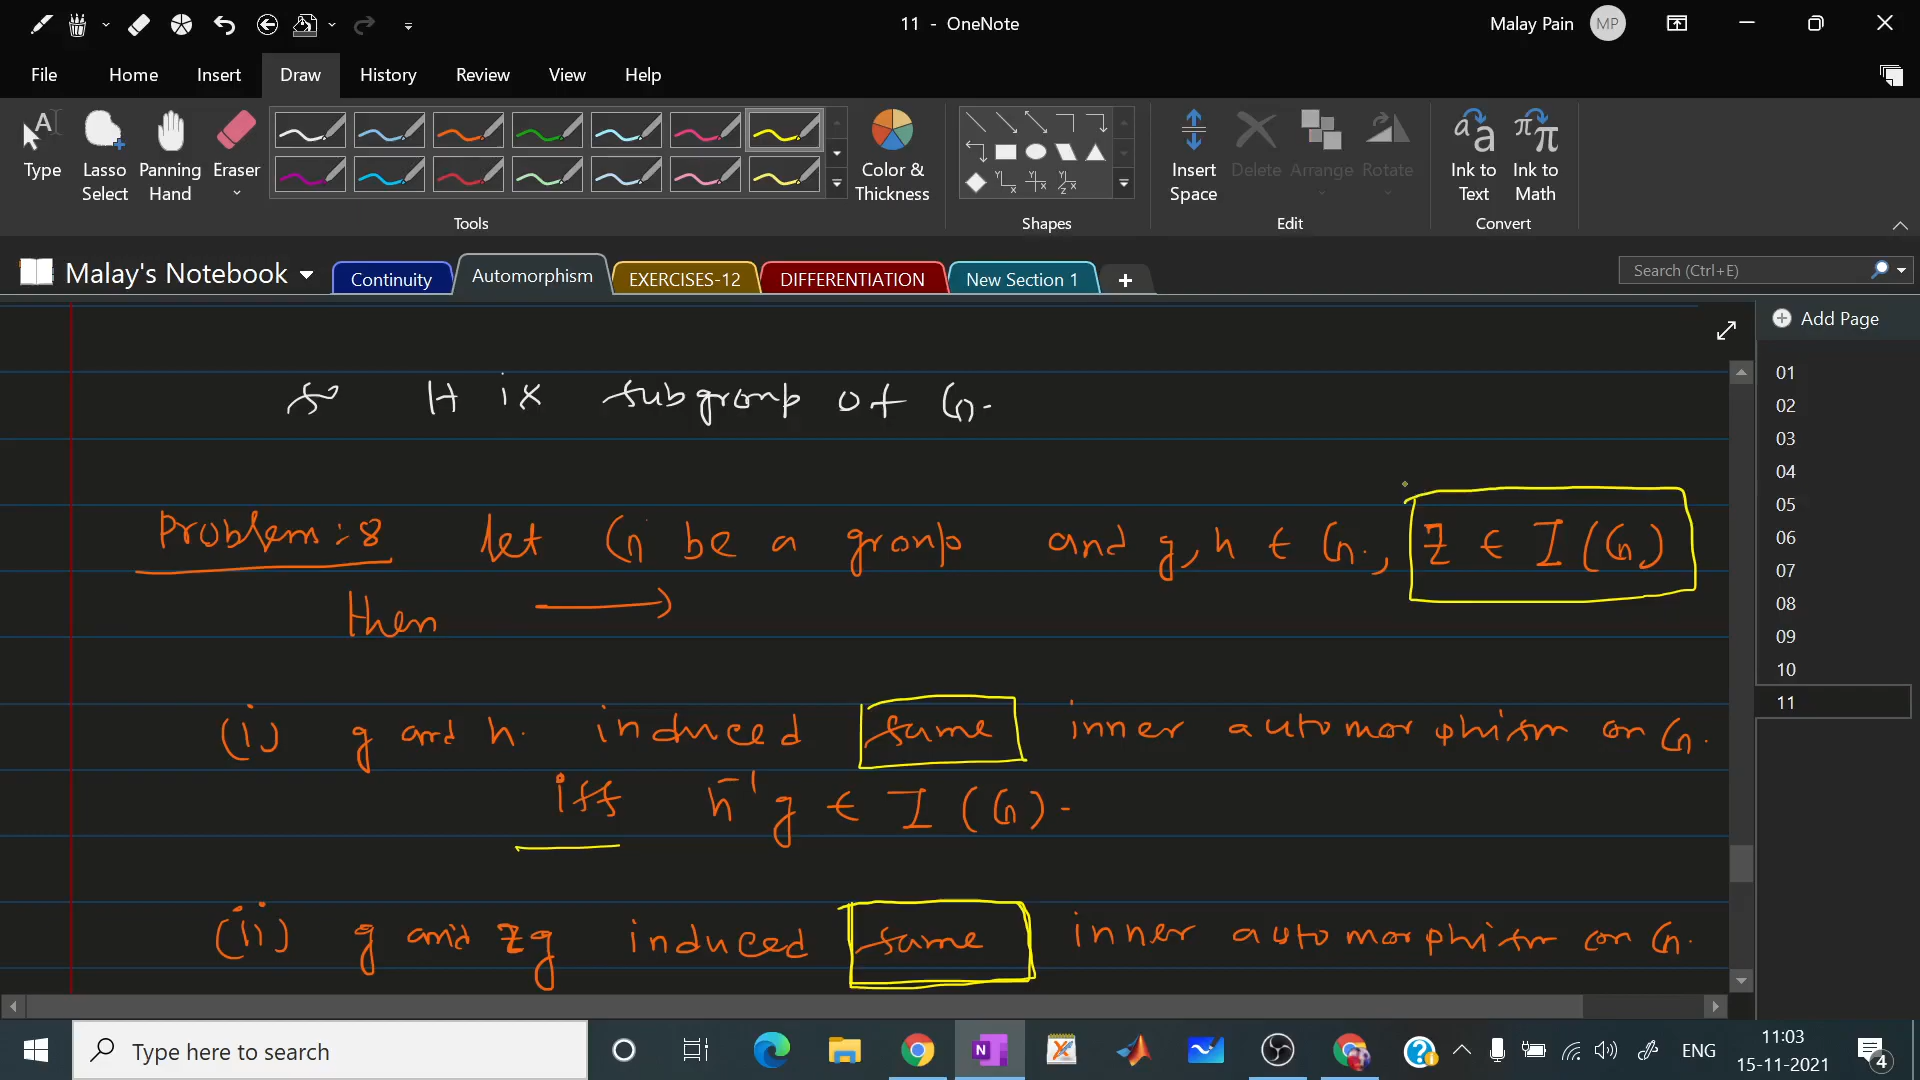 11 - OneNote
Malay Pain MP
File Home Insert Draw History Review View Help
Type Lasso Select Panning Hand Eraser Color & Thickness Insert Space Delete Arrange Rotate Ink to Text Ink to Math
Tools Shapes Edit Convert
Malay's Notebook Continuity Automorphism EXERCISES-12 DIFFERENTIATION New Section 1 + Search (Ctrl+E)
Add Page
01
02
03
04
05
06
07
08
09
10
11
so H is subgroup of G.
Problem:8 let G be a group and g, h ∈ G., Z ∈ I(G)
then
(i) g and h. induced same inner automorphism on G.
iff h⁻¹g ∈ I(G).
(ii) g and zg induced same inner automorphism on G.
Type here to search
ENG 11:03
15-11-2021
4